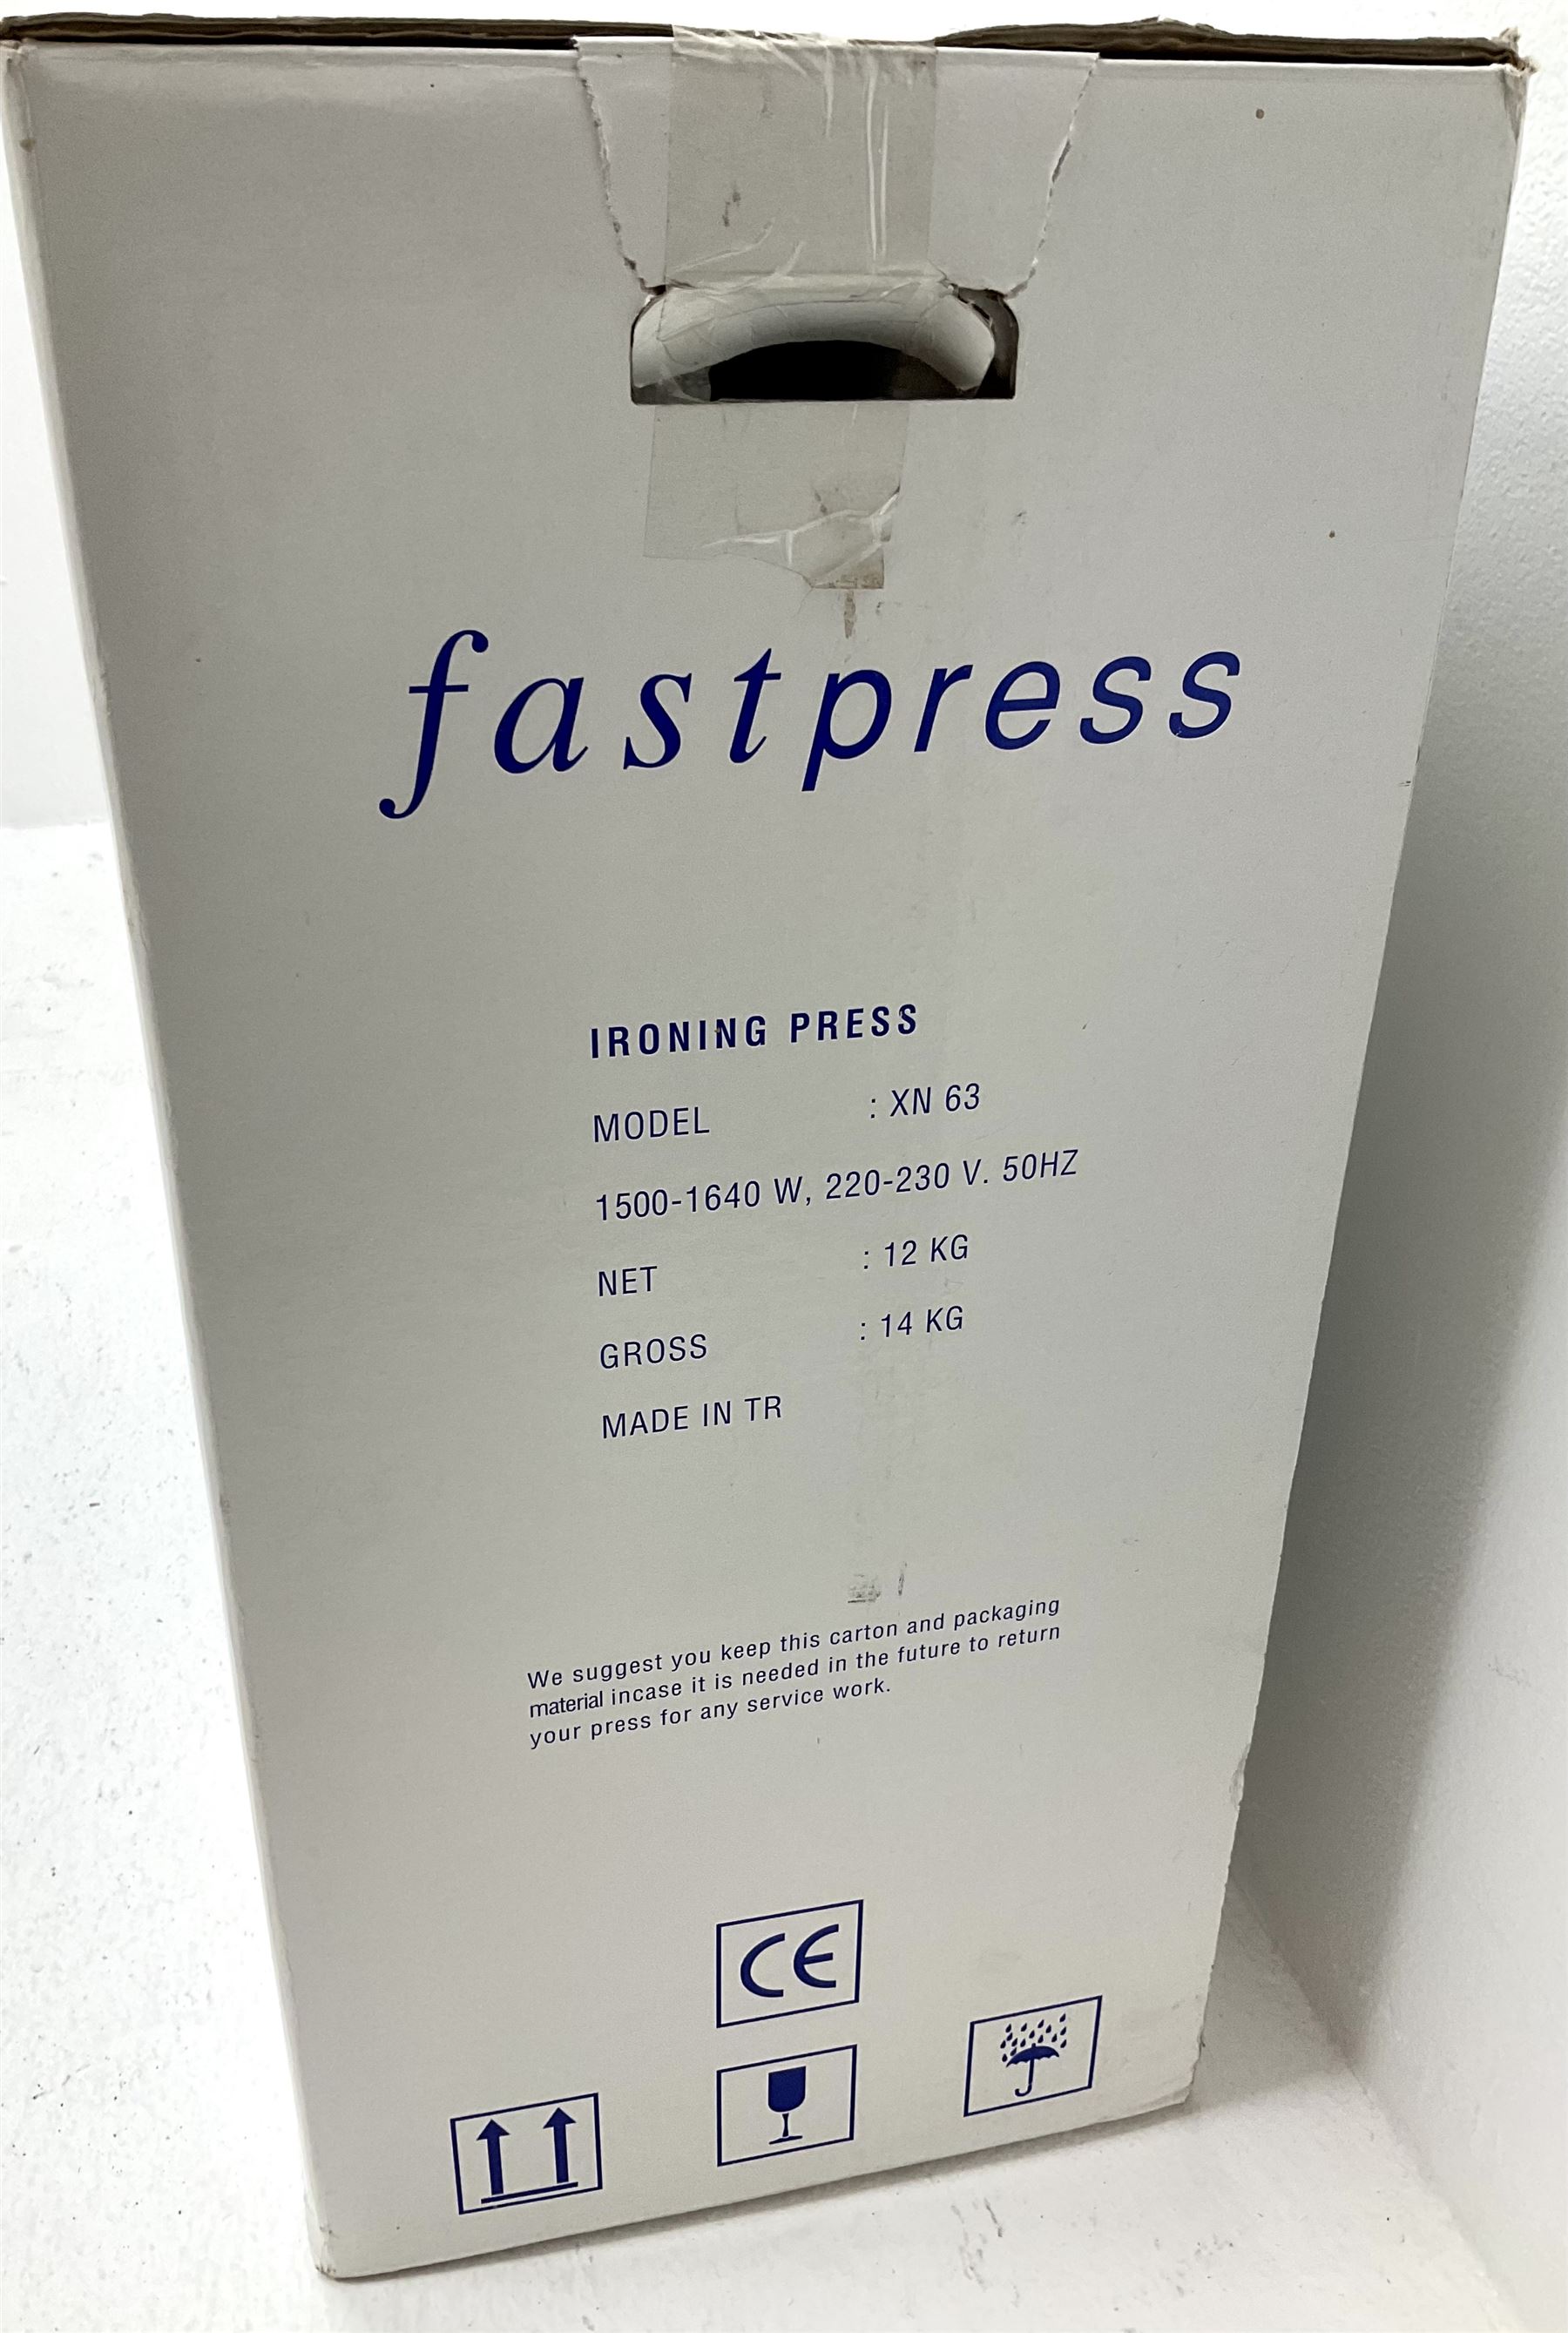 fastpress
IRONING PRESS
MODEL : XN 63
1500-1640 W, 220-230 V. 50HZ
NET : 12 KG
GROSS : 14 KG
MADE IN TR
We suggest you keep this carton and packaging
material incase it is needed in the future to return
your press for any service work.
CE